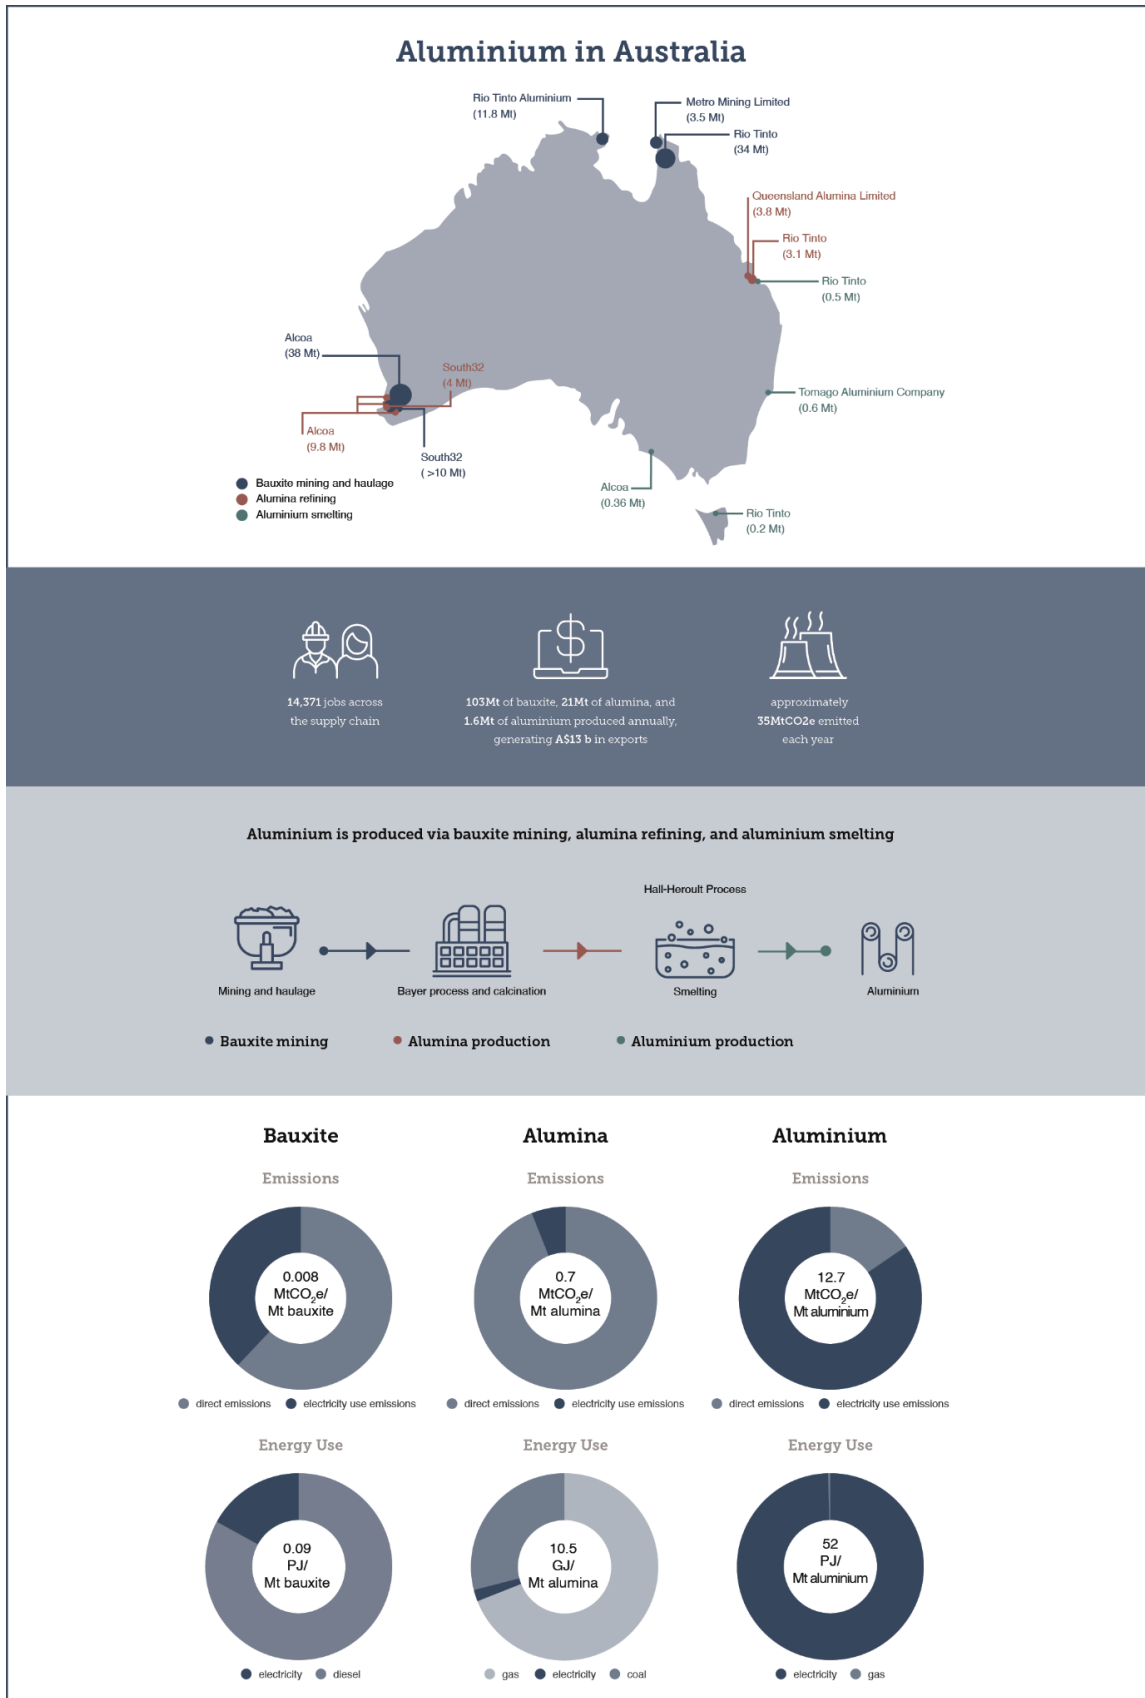 Aluminium in Australia
Rio Tinto Aluminium
(11.8 Mt)
Metro Mining Limited
(3.5 Mt)
Rio Tinto
(34 Mt)
Queensland Alumina Limited
(3.8 Mt)
Rio Tinto
(3.1 Mt)
Rio Tinto
(0.5 Mt)
Alcoa
(38 Mt)
South32
(4 Mt)
Tomago Aluminium Company
(0.6 Mt)
Alcoa
(9.8 Mt)
South32
( >10 Mt)
Alcoa
(0.36 Mt)
Rio Tinto
(0.2 Mt)
Bauxite mining and haulage
Alumina refining
Aluminium smelting
14,371 jobs across
the supply chain
103Mt of bauxite, 21Mt of alumina, and
1.6Mt of aluminium produced annually,
generating A$13 b in exports
approximately
35MtCO2e emitted
each year
Aluminium is produced via bauxite mining, alumina refining, and aluminium smelting
Hall-Heroult Process
Mining and haulage
Bayer process and calcination
Smelting
Aluminium
Bauxite mining
Alumina production
Aluminium production
Bauxite
Emissions
0.008
MtCO₂e/
Mt bauxite
direct emissions
electricity use emissions
Alumina
Emissions
0.7
MtCO₂e/
Mt alumina
direct emissions
electricity use emissions
Aluminium
Emissions
12.7
MtCO₂e/
Mt aluminium
direct emissions
electricity use emissions
Energy Use
0.09
PJ/
Mt bauxite
electricity
diesel
Energy Use
10.5
GJ/
Mt alumina
gas
electricity
coal
Energy Use
52
PJ/
Mt aluminium
electricity
gas